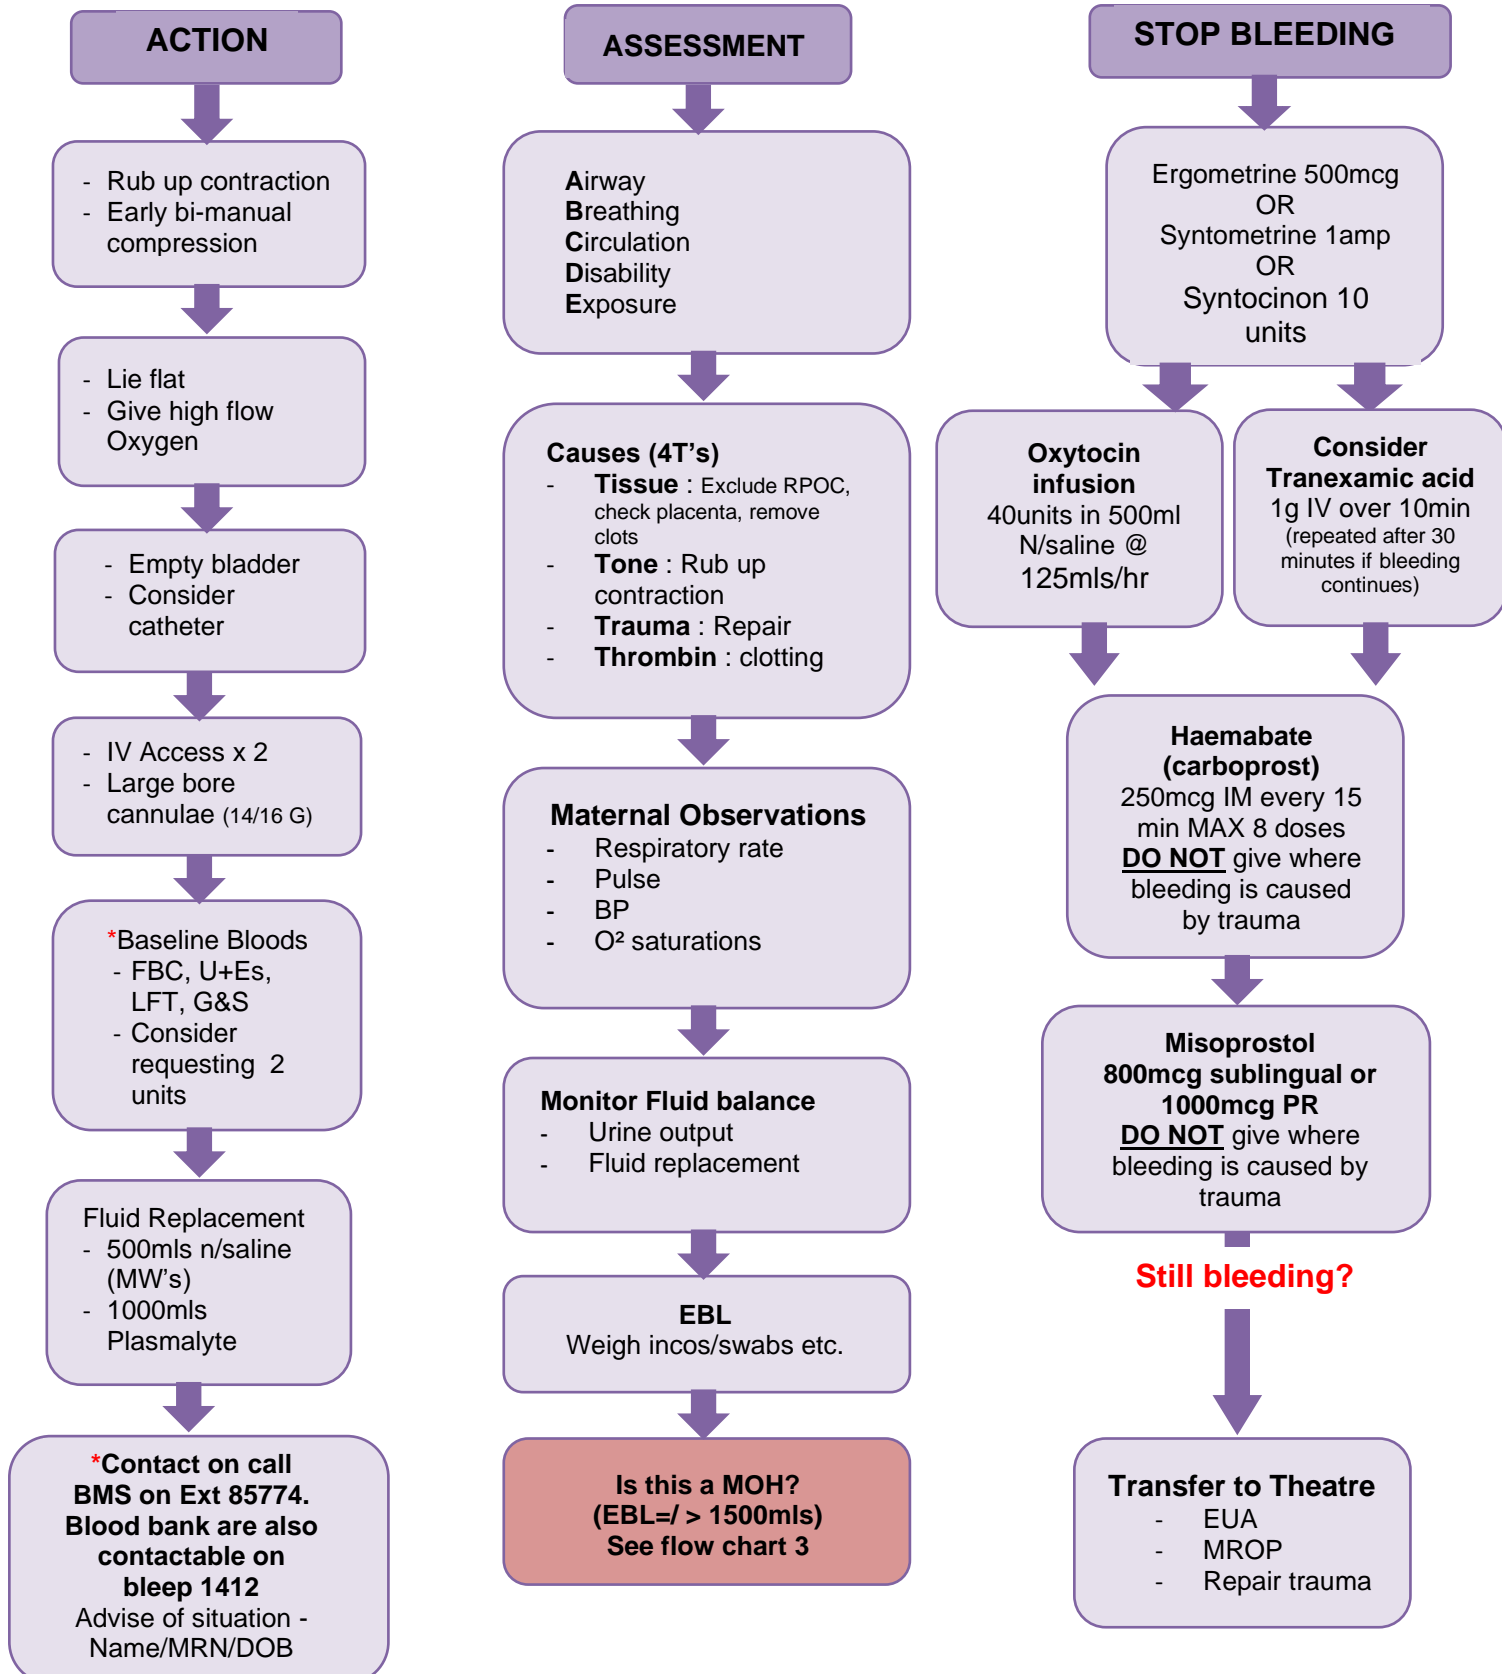 ACTION
- Rub up contraction
- Early bi-manual
compression
- Lie flat
- Give high flow
Oxygen
- Empty bladder
- Consider
catheter
- IV Access x 2
- Large bore
cannulae (14/16 G)
*Baseline Bloods
- FBC, U+Es,
LFT, G&S
- Consider
requesting 2
units
Fluid Replacement
- 500mls n/saline
(MW's)
- 1000mls
Plasmalyte
*Contact on call
BMS on Ext 85774.
Blood bank are also
contactable on
bleep 1412
Advise of situation -
Name/MRN/DOB
ASSESSMENT
Airway
Breathing
Circulation
Disability
Exposure
Causes (4T's)
- Tissue : Exclude RPOC,
check placenta, remove
clots
- Tone : Rub up
contraction
- Trauma : Repair
- Thrombin : clotting
Maternal Observations
- Respiratory rate
- Pulse
- BP
- O² saturations
Monitor Fluid balance
- Urine output
- Fluid replacement
EBL
Weigh incos/swabs etc.
Is this a MOH?
(EBL=/ > 1500mls)
See flow chart 3
STOP BLEEDING
Ergometrine 500mcg
OR
Syntometrine 1amp
OR
Syntocinon 10
units
Oxytocin
infusion
40units in 500ml
N/saline @
125mls/hr
Consider
Tranexamic acid
1g IV over 10min
(repeated after 30
minutes if bleeding
continues)
Haemabate
(carboprost)
250mcg IM every 15
min MAX 8 doses
DO NOT give where
bleeding is caused
by trauma
Misoprostol
800mcg sublingual or
1000mcg PR
DO NOT give where
bleeding is caused by
trauma
Still bleeding?
Transfer to Theatre
- EUA
- MROP
- Repair trauma